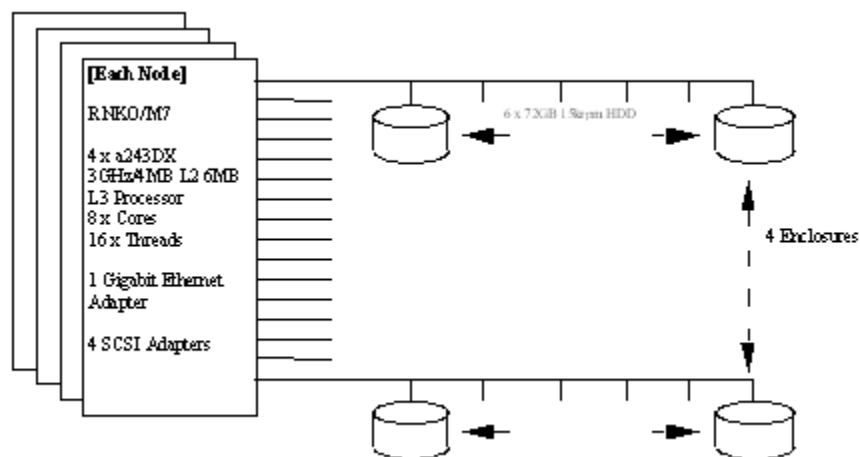 [Each Node]
RNKO/M7
4 x a243DX
3GHz/4MB L2 6MB
L3 Processor
8 x Cores
16 x Threads
1 Gigabit Ethernet
Adapter
4 SCSI Adapters
6 x 72GB 15krpm HDD
4 Enclosures